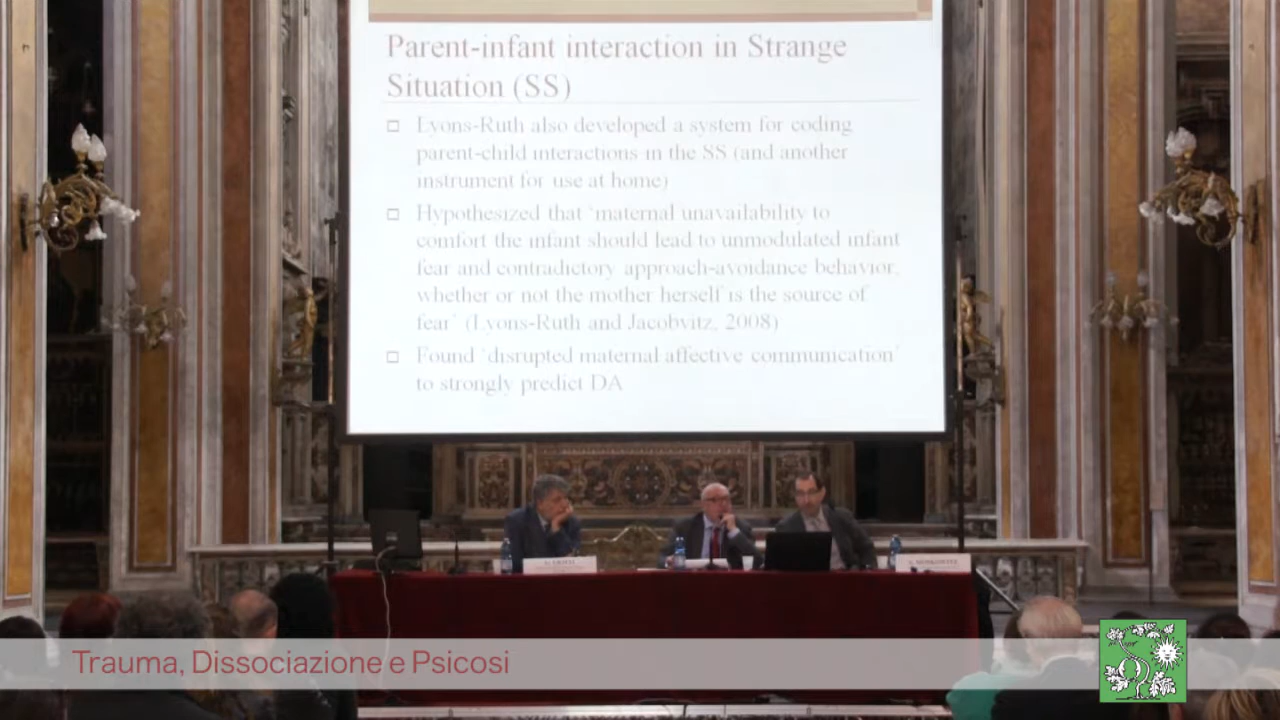 Parent-infant interaction in Strange
Situation (SS)
Lyons-Ruth also developed a system for coding
parent-child interactions in the SS (and another
instrument for use at home)
Hypothesized that ‘maternal unavailability to
comfort the infant should lead to unmodulated infant
fear and contradictory approach-avoidance behavior,
whether or not the mother herself is the source of
fear’ (Lyons-Ruth and Jacobvitz, 2008)
Found ‘disrupted maternal affective communication’
to strongly predict DA
A. MOSKOWITZ
Trauma, Dissociazione e Psicosi